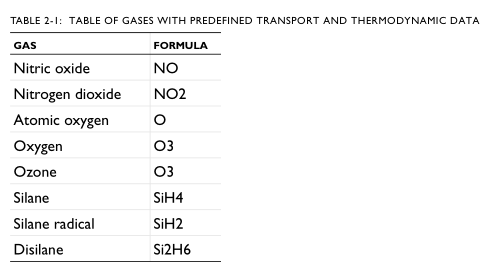 TABLE 2-1: TABLE OF GASES WITH PREDEFINED TRANSPORT AND THERMODYNAMIC DATA
GAS FORMULA
Nitric oxide NO
Nitrogen dioxide NO2
Atomic oxygen O
Oxygen O3
Ozone O3
Silane SiH4
Silane radical SiH2
Disilane Si2H6